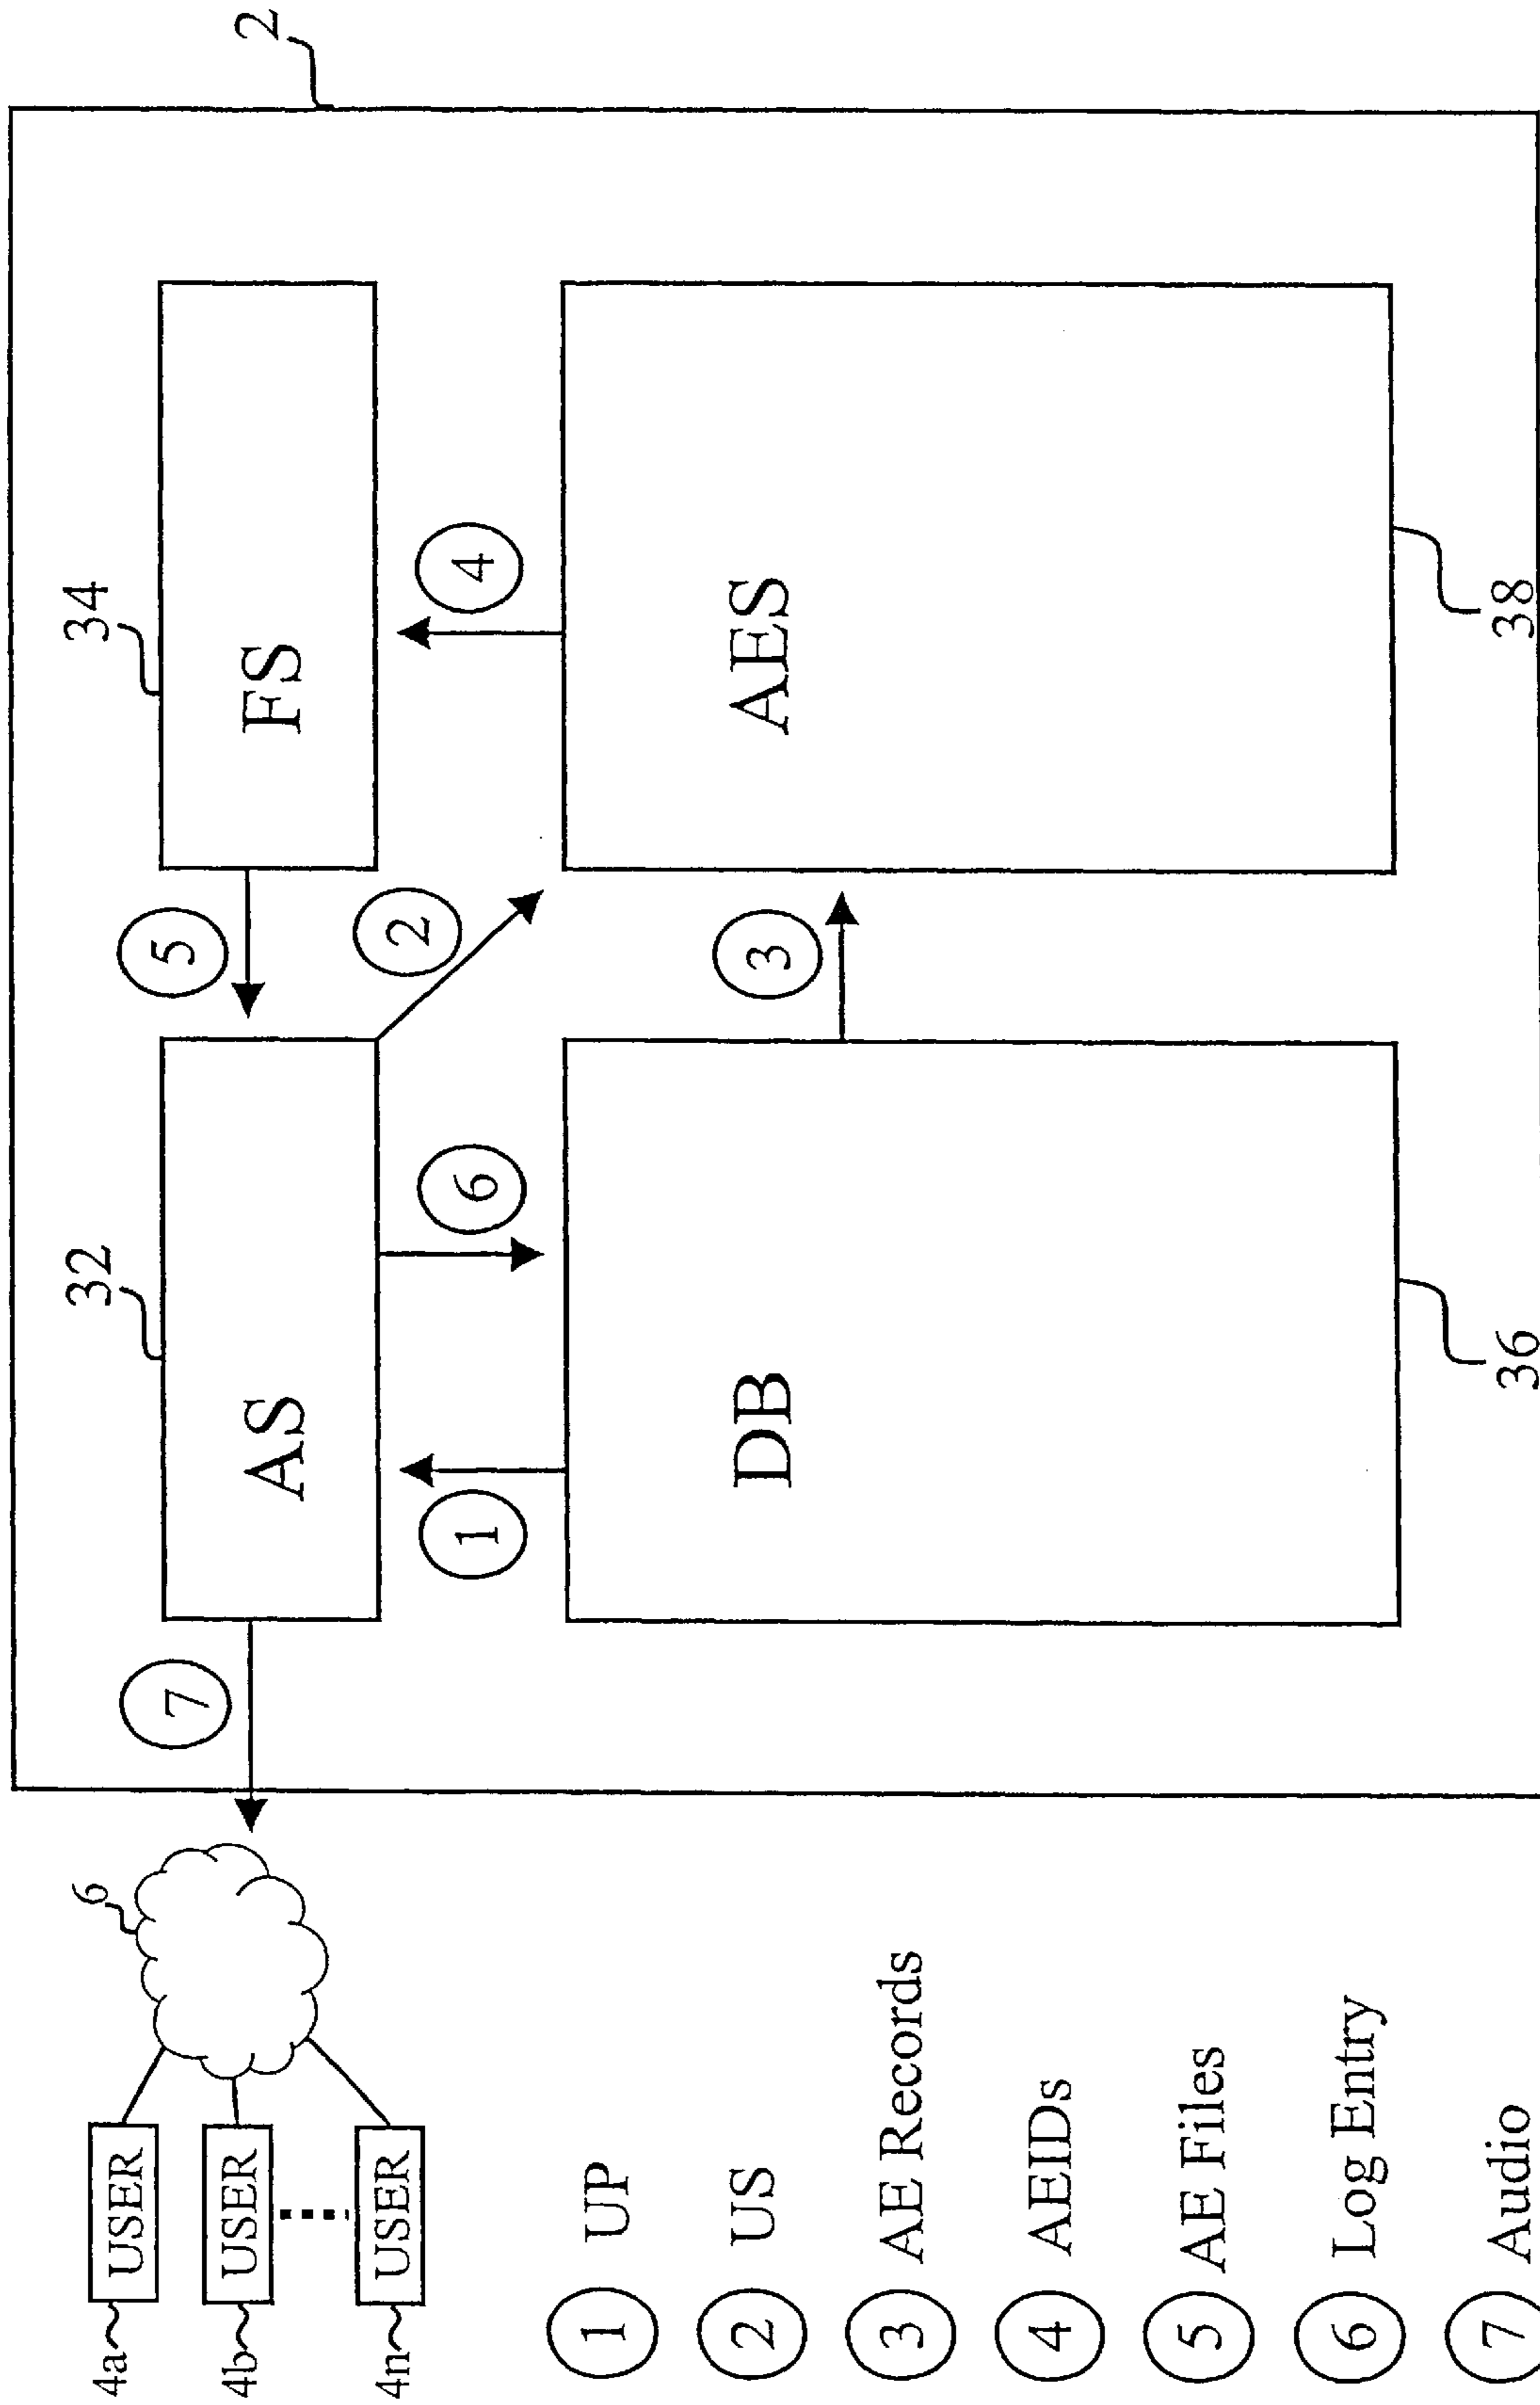 2
34
32
FS
AS
5
2
4
7
6
1
AES
DB
3
38
36
6
4a
USER
4b
USER
4n
USER
1 UP
2 US
3 AE Records
4 AEIDs
5 AE Files
6 Log Entry
7 Audio